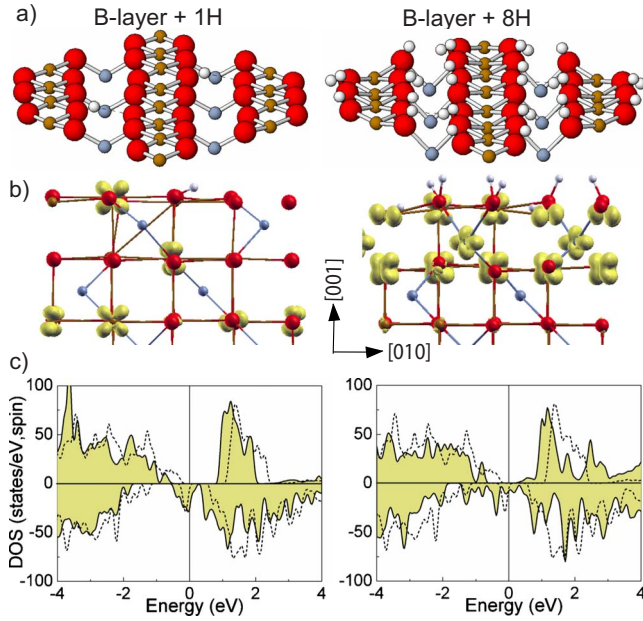 a)
B-layer + 1H
B-layer + 8H
b)
[001]
[010]
c)
DOS (states/eV.spin)
100
50
0
-50
-100
-4
-2
0
2
4
Energy (eV)
-4
-2
0
2
4
Energy (eV)